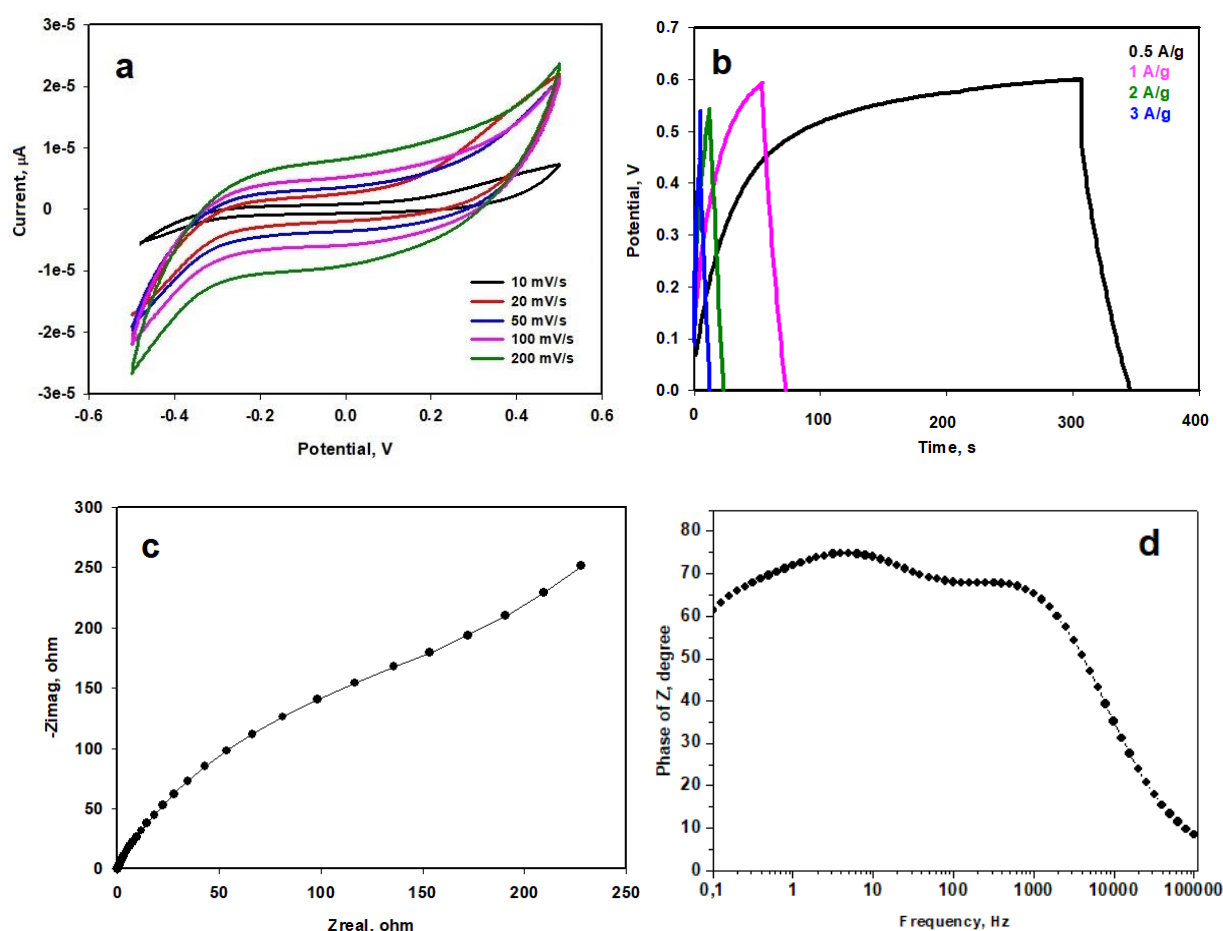 a
3e-5
2e-5
1e-5
0
-1e-5
-2e-5
-3e-5
Current, µA
-0.6 -0.4 -0.2 0.0 0.2 0.4 0.6
Potential, V
10 mV/s
20 mV/s
50 mV/s
100 mV/s
200 mV/s
b
0.7
0.6
0.5
0.4
0.3
0.2
0.1
0.0
Potential, V
0 100 200 300 400
Time, s
0.5 A/g
1 A/g
2 A/g
3 A/g
c
300
250
200
150
100
50
0
-Zimag, ohm
0 50 100 150 200 250
Zreal, ohm
d
80
70
60
50
40
30
20
10
0
Phase of Z, degree
0,1 1 10 100 1000 10000 100000
Frequency, Hz